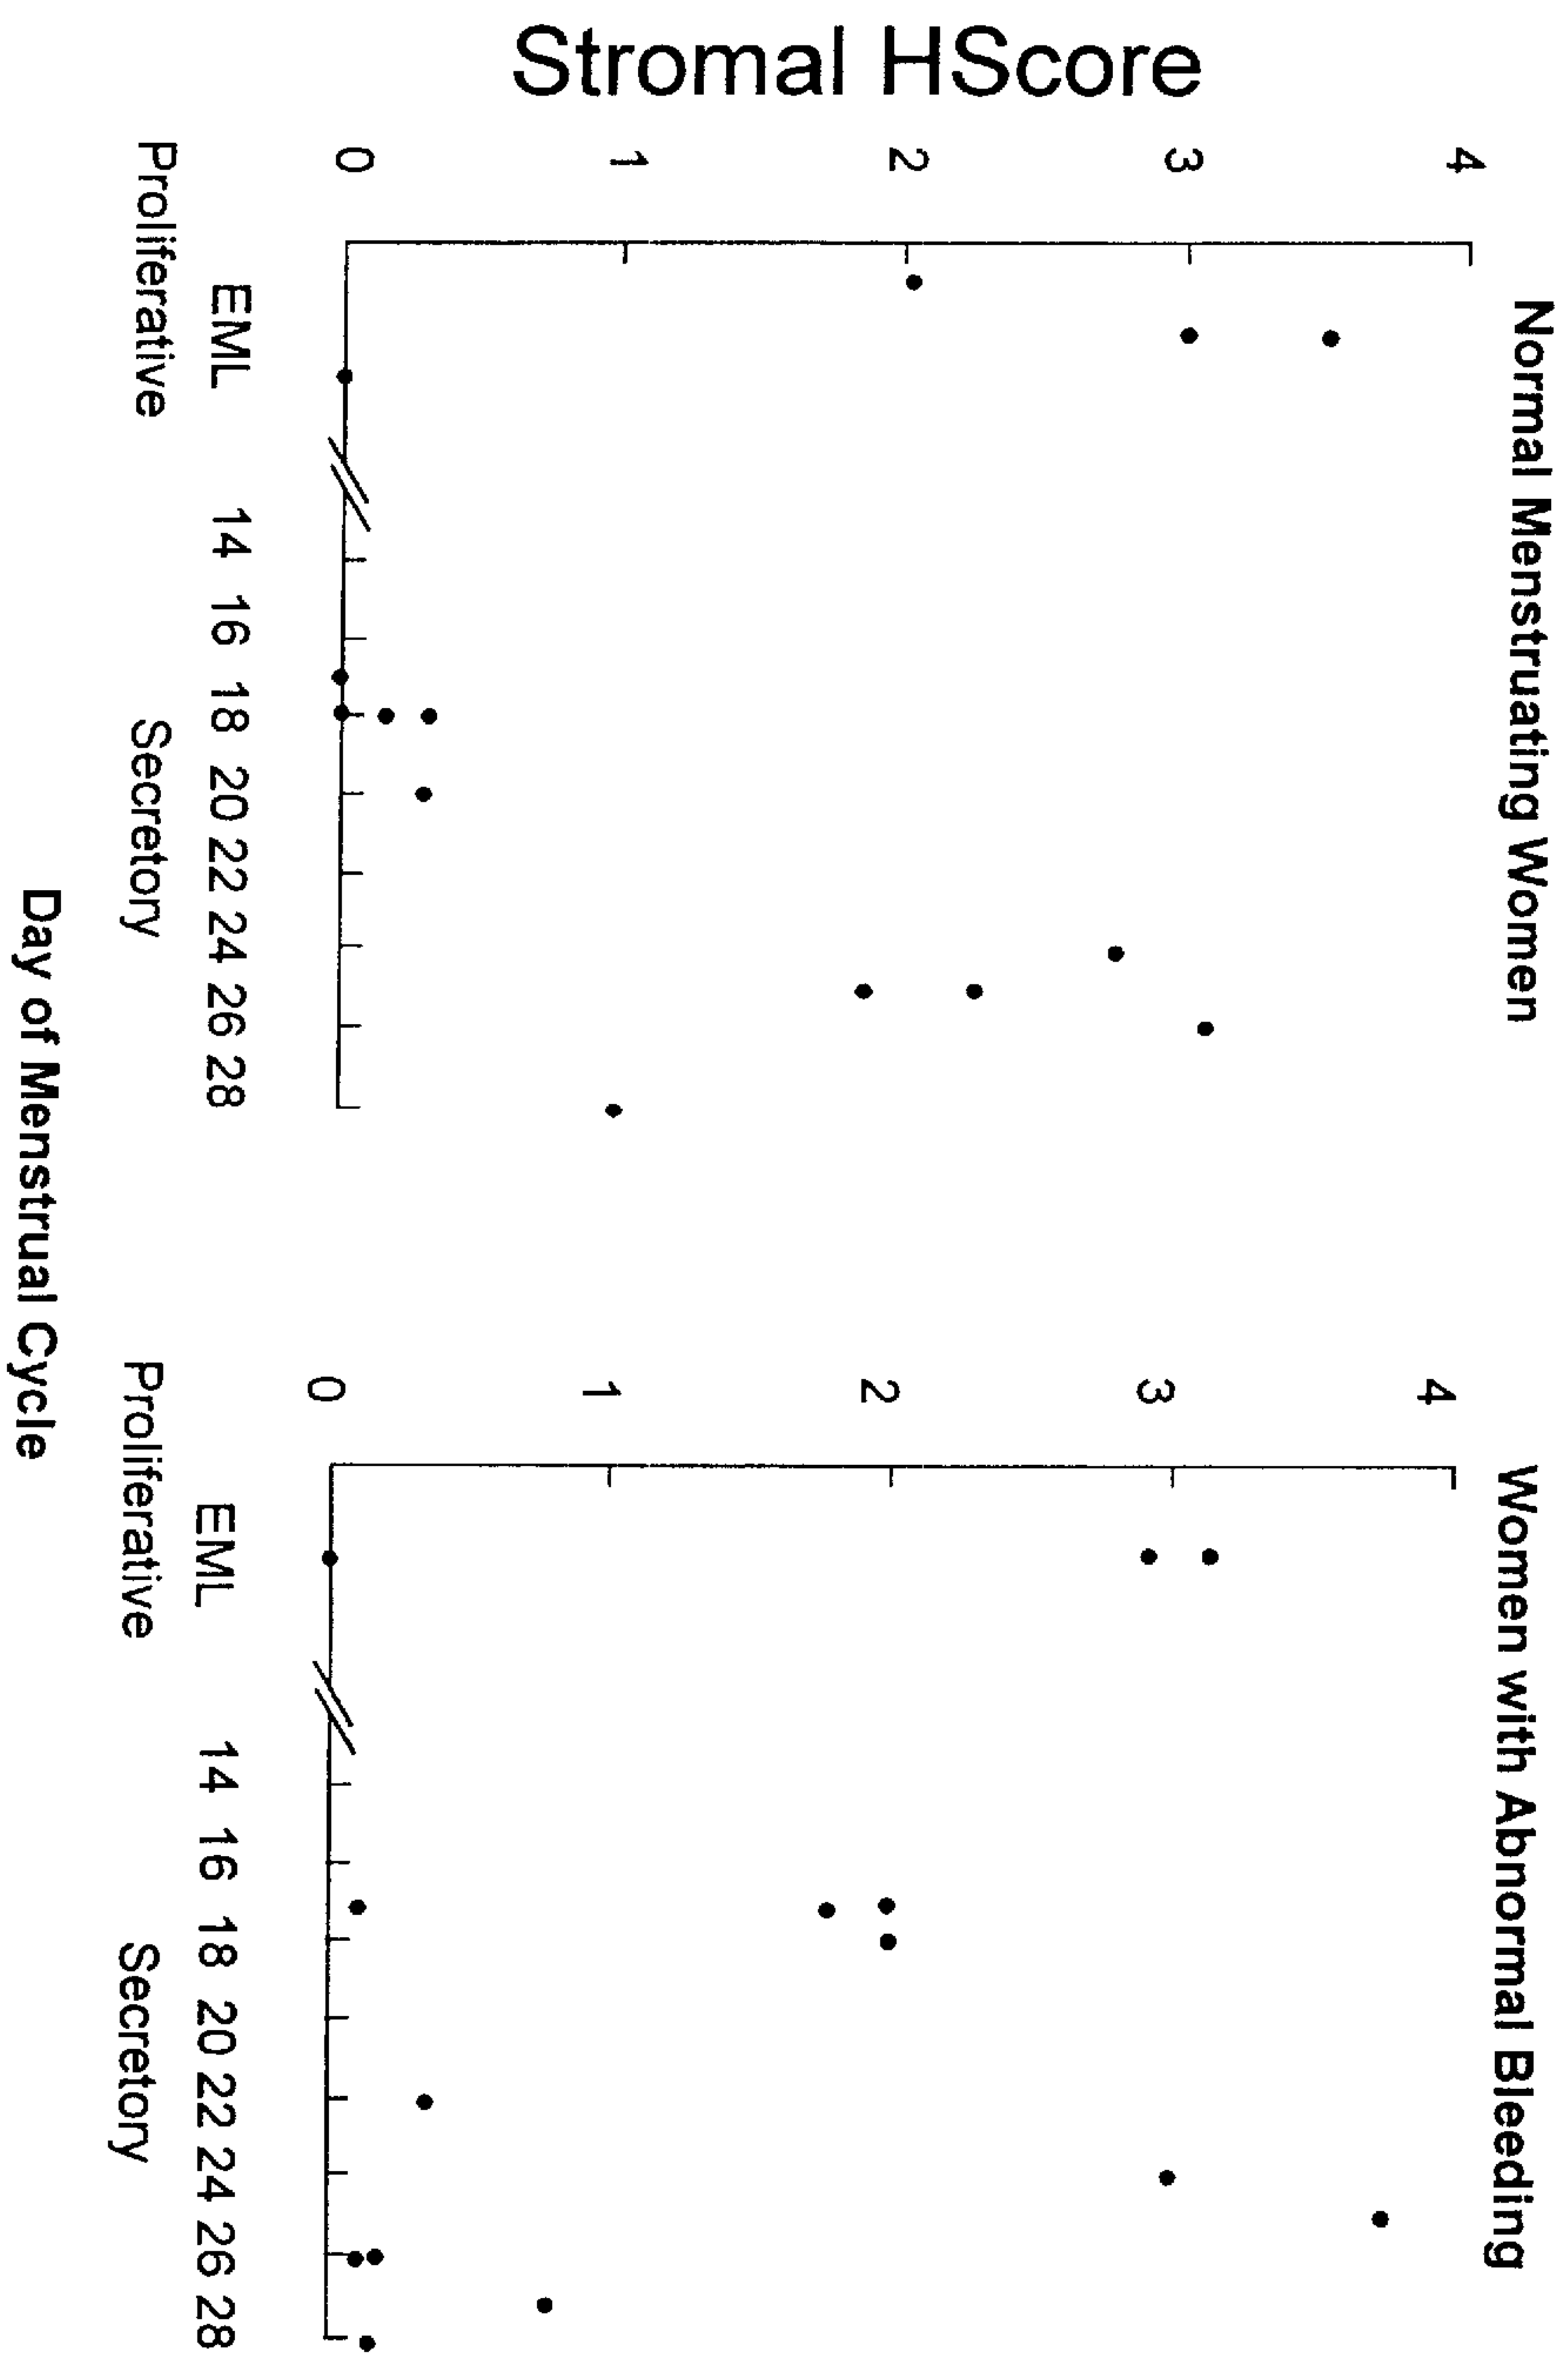 Normal Menstruating Women
Women with Abnormal Bleeding
Stromal HScore
4
3
2
1
0
4
3
2
1
0
EML 14 16 18 20 22 24 26 28
EML 14 16 18 20 22 24 26 28
Proliferative Secretory
Proliferative Secretory
Day of Menstrual Cycle